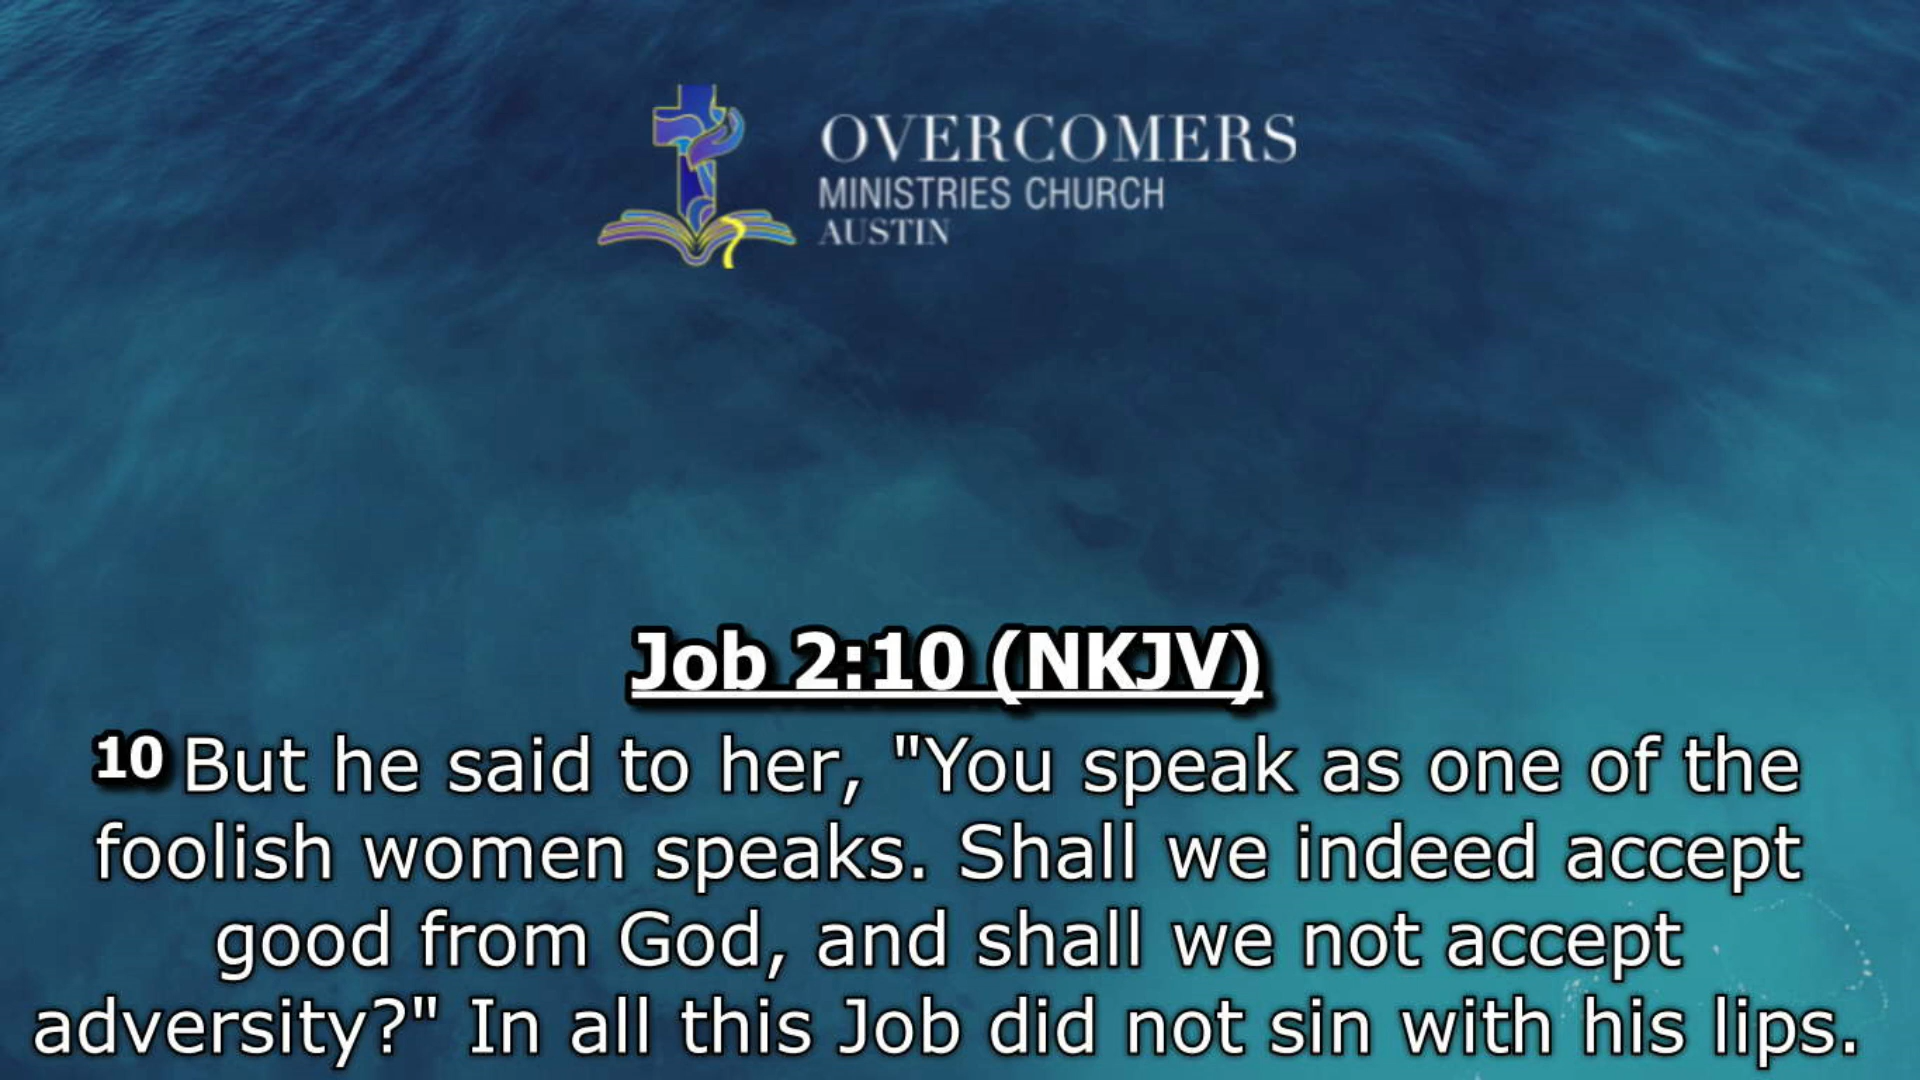 OVERCOMERS
MINISTRIES CHURCH
AUSTIN
Job 2:10 (NKJV)
10 But he said to her, "You speak as one of the
foolish women speaks. Shall we indeed accept
good from God, and shall we not accept
adversity?" In all this Job did not sin with his lips.